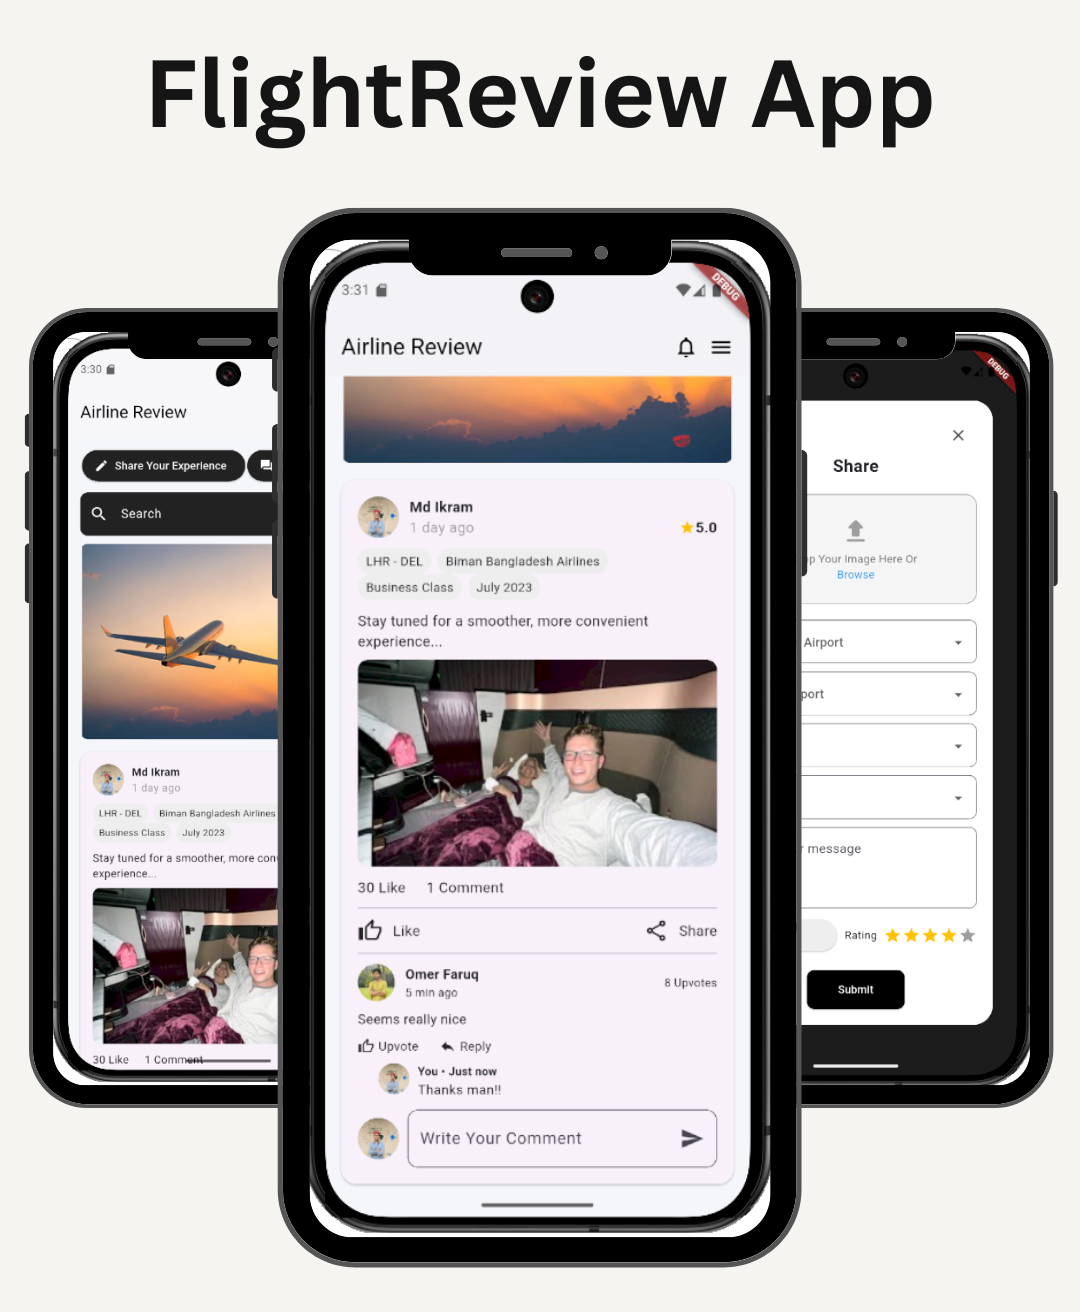 FlightReview App
3:30
Airline Review
Share Your Experience
Search
Md Ikram
1 day ago
LHR - DEL Biman Bangladesh Airlines
Business Class July 2023
Stay tuned for a smoother, more
experience...
30 Like 1 Comment
3:31
DEBUG
Airline Review
Md Ikram
1 day ago
5.0
LHR - DEL Biman Bangladesh Airlines
Business Class July 2023
Stay tuned for a smoother, more convenient
experience...
30 Like 1 Comment
Like Share
Omer Faruq
5 min ago
8 Upvotes
Seems really nice
Upvote Reply
You • Just now
Thanks man!!
Write Your Comment
DEBUG
Share
Your Image Here Or
Browse
Airport
message
Rating
Submit